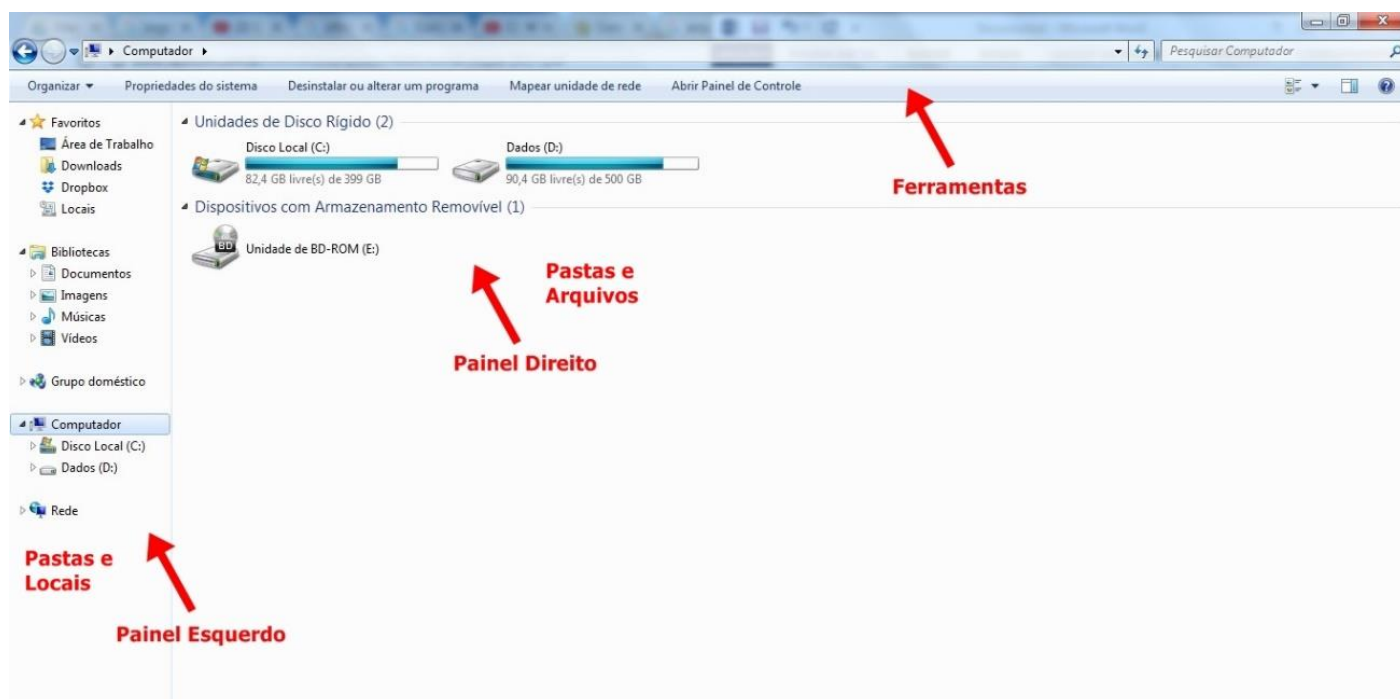 Computador
Pesquisar Computador
Organizar
Propriedades do sistema
Desinstalar ou alterar um programa
Mapear unidade de rede
Abrir Painel de Controle
Favoritos
Área de Trabalho
Downloads
Dropbox
Locais
Bibliotecas
Documentos
Imagens
Músicas
Vídeos
Grupo doméstico
Computador
Disco Local (C:)
Dados (D:)
Rede
Pastas e
Locais
Painel Esquerdo
Unidades de Disco Rígido (2)
Disco Local (C:)
82,4 GB livre(s) de 399 GB
Dados (D:)
90,4 GB livre(s) de 500 GB
Dispositivos com Armazenamento Removível (1)
BD
Unidade de BD-ROM (E:)
Pastas e
Arquivos
Painel Direito
Ferramentas